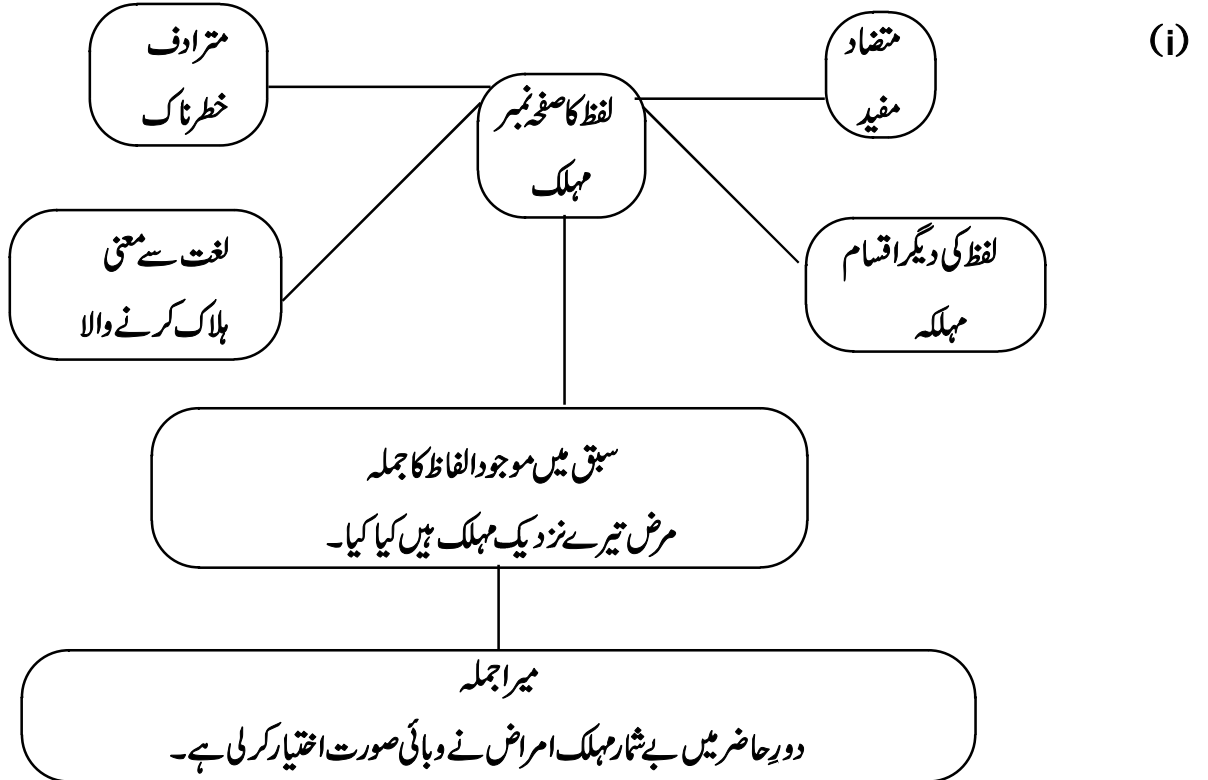 (i)
متضاد
مفید
لفظ کا صفحہ نمبر
مہلک
مترادف
خطرناک
لفظ کی دیگر اقسام
مہلکہ
لغت سے معنی
ہلاک کرنے والا
سبق میں موجود الفاظ کا جملہ
مرض تیرے نزدیک مہلک ہیں کیا کیا۔
میرا جملہ
دورِ حاضر میں بے شمار مہلک امراض نے وبائی صورت اختیار کر لی ہے۔